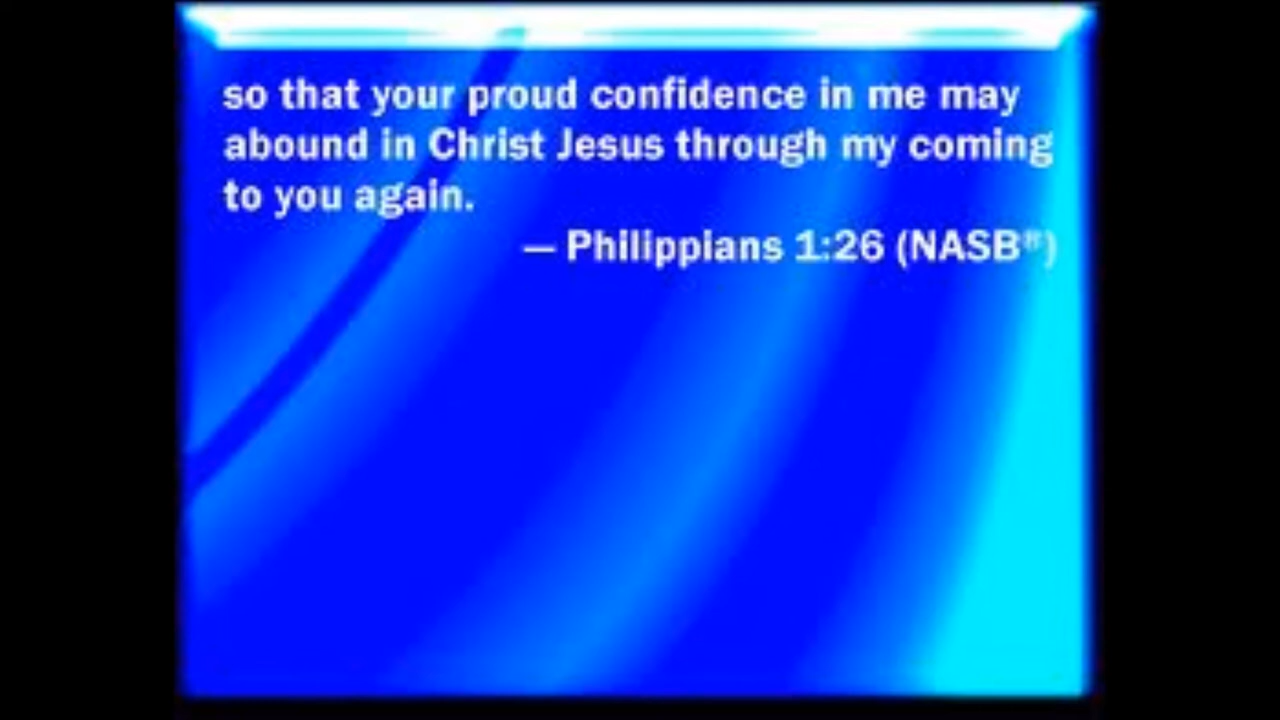 so that your proud confidence in me may
abound in Christ Jesus through my coming
to you again.
— Philippians 1:26 (NASB®)